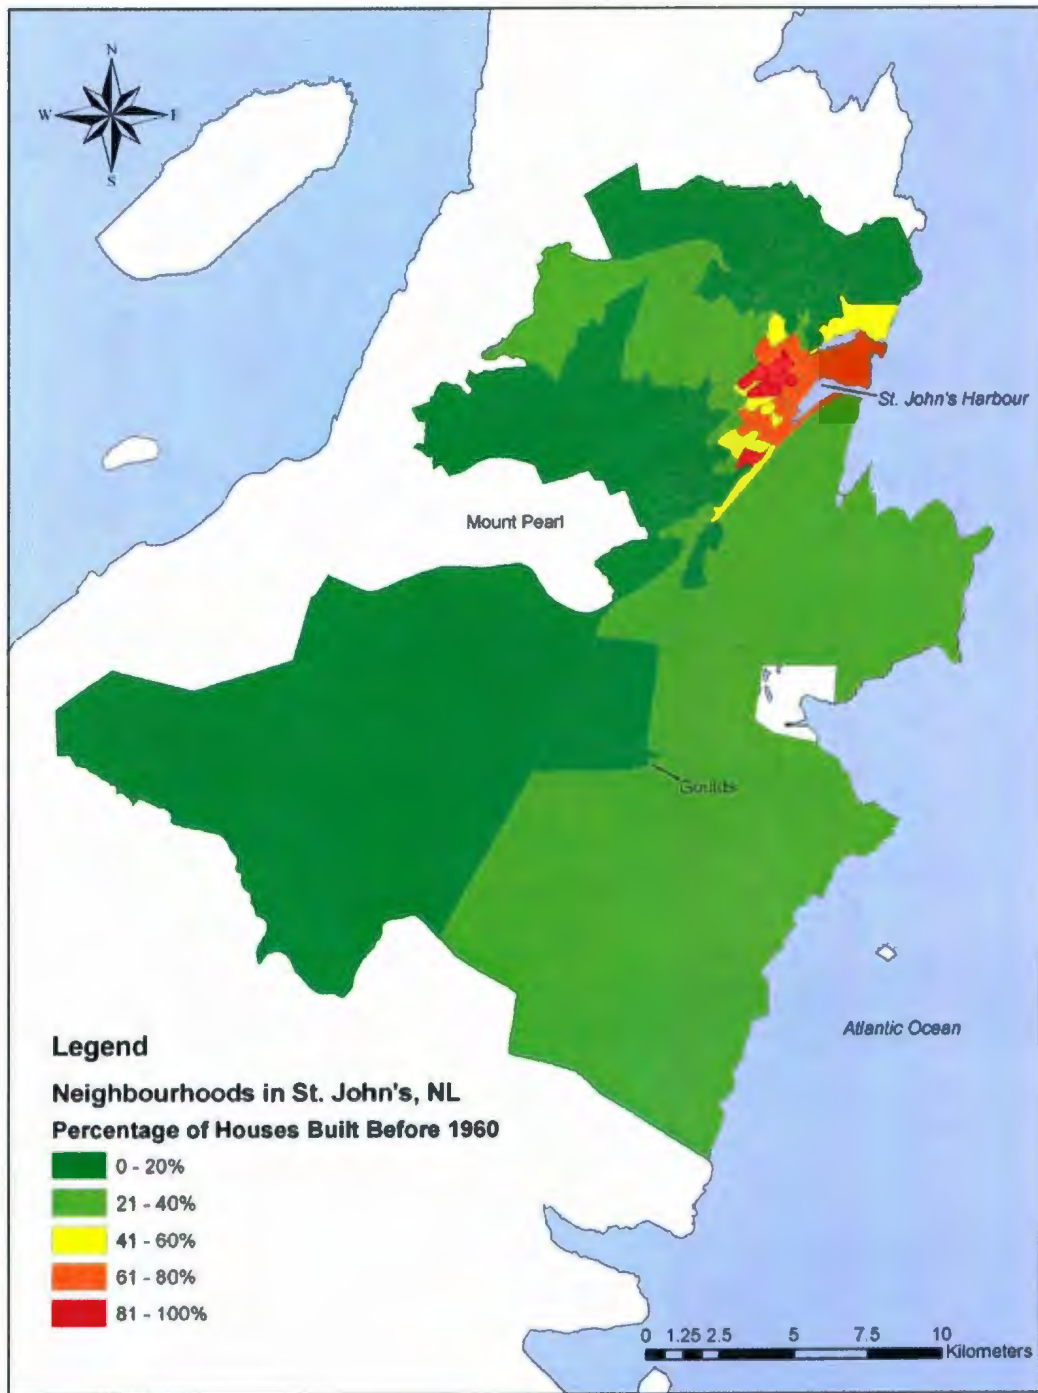 N
W
E
S
St. John's Harbour
Mount Pearl
Goulds
Atlantic Ocean
Legend
Neighbourhoods in St. John's, NL
Percentage of Houses Built Before 1960
0 - 20%
21 - 40%
41 - 60%
61 - 80%
81 - 100%
0 1.25 2.5 5 7.5 10
Kilometers